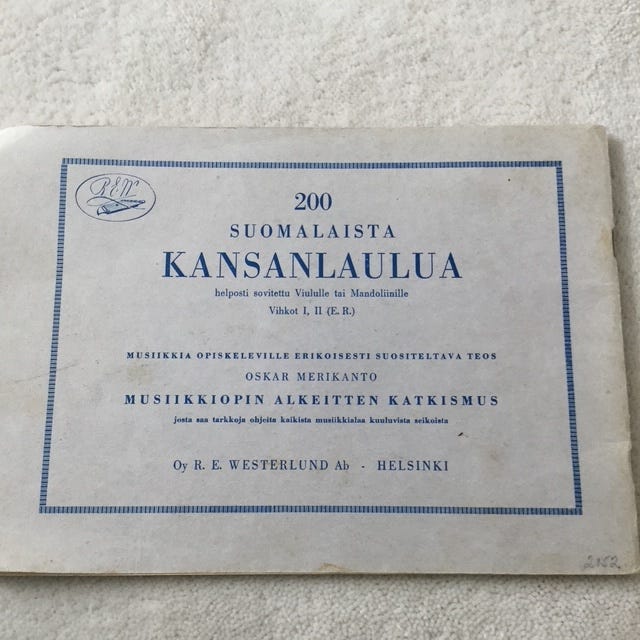 REW
200
SUOMALAISTA
KANSANLAULUA
helposti sovitettu Viululle tai Mandoliinille
Vihkot I, II (E. R.)
MUSIIKKIA OPISKELEVILLE ERIKOISESTI SUOSITELTAVA TEOS
OSKAR MERIKANTO
MUSIIKKIOPIN ALKEITTEN KATKISMUS
josta saa tarkkoja ohjeita kaikista musiikkialaa kuuluvista seikoista
Oy R. E. WESTERLUND Ab - HELSINKI
2152